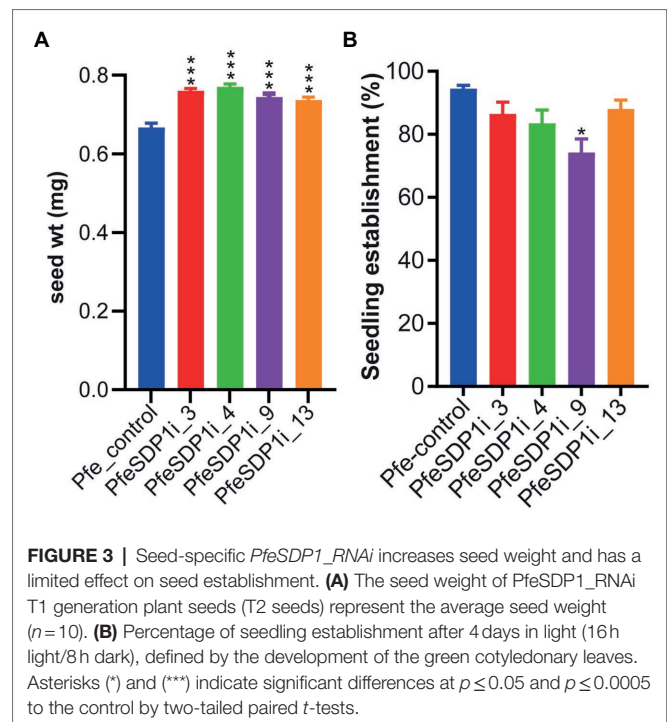 A
seed wt (mg)
0.8
0.6
0.4
0.2
0.0
***
***
***
***
Pfe_control
PfeSDP1i_3
PfeSDP1i_4
PfeSDP1i_9
PfeSDP1i_13
B
Seedling establishment (%)
100
80
60
40
20
0
*
Pfe-control
PfeSDP1i_3
PfeSDP1i_4
PfeSDP1i_9
PfeSDP1i_13
FIGURE 3 | Seed-specific PfeSDP1_RNAi increases seed weight and has a
limited effect on seed establishment. (A) The seed weight of PfeSDP1_RNAi
T1 generation plant seeds (T2 seeds) represent the average seed weight
(n=10). (B) Percentage of seedling establishment after 4 days in light (16 h
light/8 h dark), defined by the development of the green cotyledonary leaves.
Asterisks (*) and (***) indicate significant differences at p ≤ 0.05 and p ≤ 0.0005
to the control by two-tailed paired t-tests.